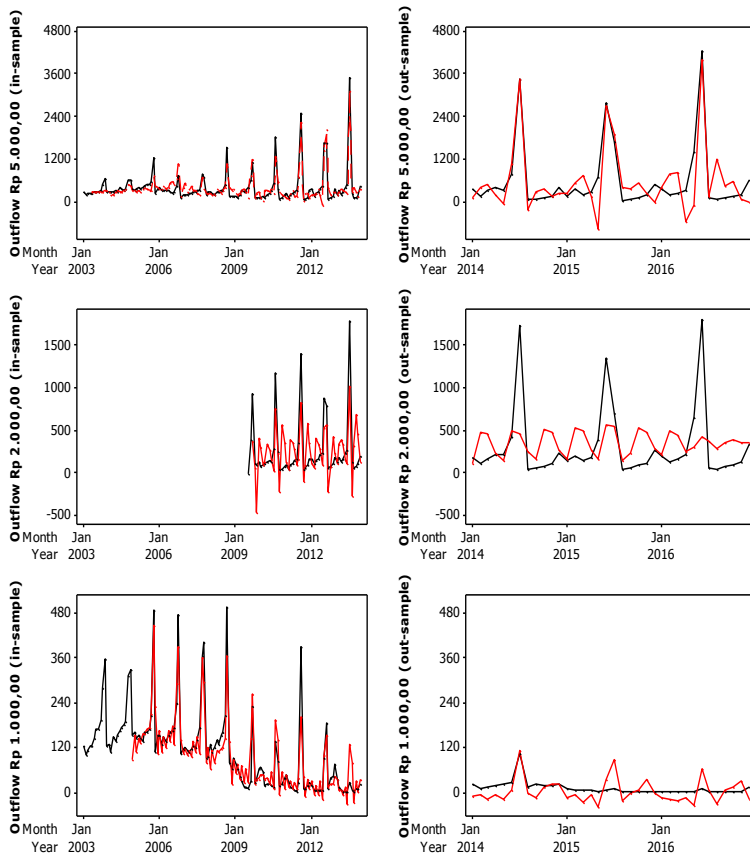 Outflow Rp 5.000,00 (in-sample)
4800
3600
2400
1200
0
Month Jan Jan Jan Jan
Year 2003 2006 2009 2012
Outflow Rp 5.000,00 (out-sample)
4800
3600
2400
1200
0
Month Jan Jan Jan
Year 2014 2015 2016
Outflow Rp 2.000,00 (in-sample)
1500
1000
500
0
-500
Month Jan Jan Jan Jan
Year 2003 2006 2009 2012
Outflow Rp 2.000,00 (out-sample)
1500
1000
500
0
-500
Month Jan Jan Jan
Year 2014 2015 2016
Outflow Rp 1.000,00 (in-sample)
480
360
240
120
0
Month Jan Jan Jan Jan
Year 2003 2006 2009 2012
Outflow Rp 1.000,00 (out-sample)
480
360
240
120
0
Month Jan Jan Jan
Year 2014 2015 2016